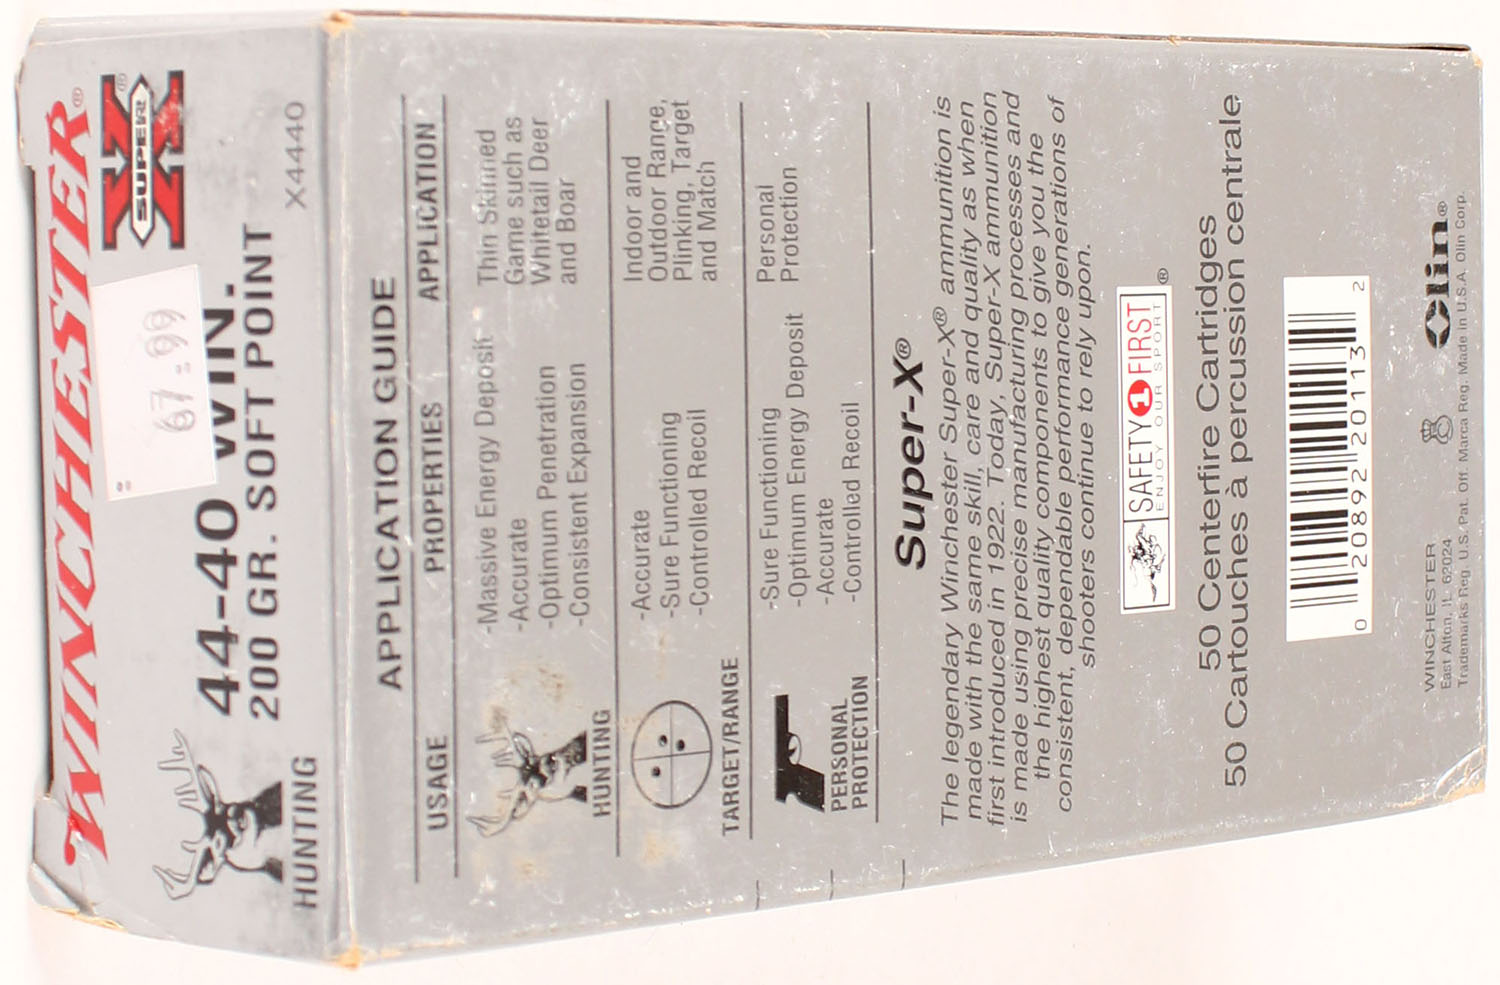 WINCHESTER®
SUPER X ®
67.99
44-40 WIN.
200 GR. SOFT POINT
HUNTING
X4440
APPLICATION GUIDE
USAGE PROPERTIES APPLICATION
HUNTING
-Massive Energy Deposit
-Accurate
-Optimum Penetration
-Consistent Expansion
Thin Skinned
Game such as
Whitetail Deer
and Boar
TARGET/RANGE
-Accurate
-Sure Functioning
-Controlled Recoil
Indoor and
Outdoor Range,
Plinking, Target
and Match
PERSONAL
PROTECTION
-Sure Functioning
-Optimum Energy Deposit
-Accurate
-Controlled Recoil
Personal
Protection
Super-X®
The legendary Winchester Super-X® ammunition is
made with the same skill, care and quality as when
first introduced in 1922. Today, Super-X ammunition
is made using precise manufacturing processes and
the highest quality components to give you the
consistent, dependable performance generations of
shooters continue to rely upon.
SAFETY 1 FIRST ®
ENJOY OUR SPORT
50 Centerfire Cartridges
50 Cartouches à percussion centrale
0 20892 20113 2
WINCHESTER
East Alton, IL 62024
Trademarks Reg. U.S. Pat. Off. Marca Reg. Made in U.S.A. Olin Corp.
Olin®